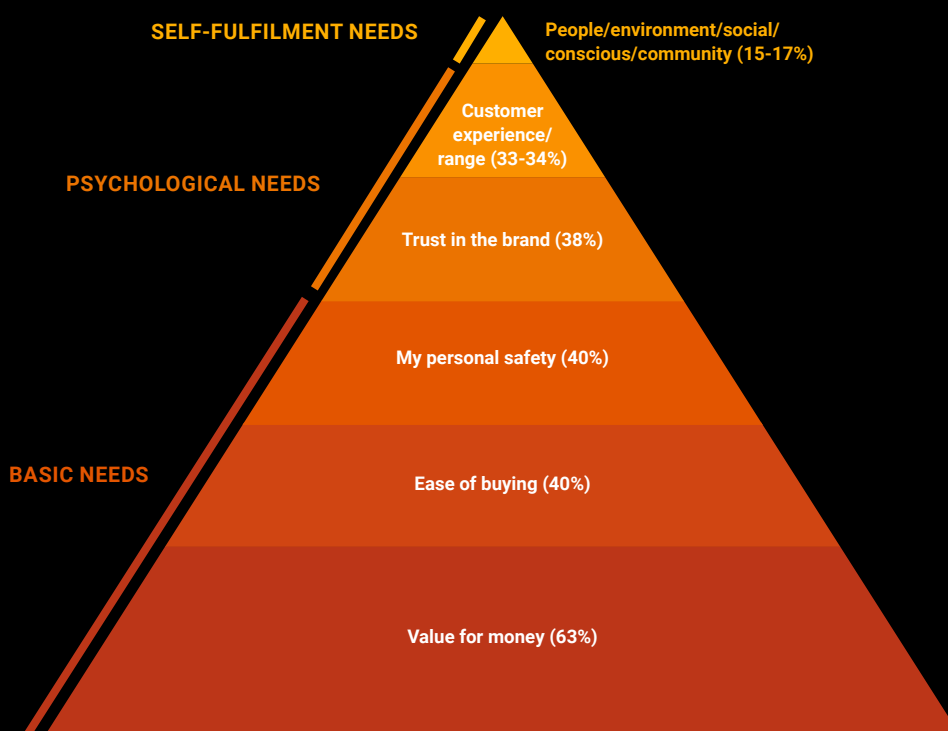 SELF-FULFILMENT NEEDS
People/environment/social/
conscious/community (15-17%)
Customer
experience/
range (33-34%)
PSYCHOLOGICAL NEEDS
Trust in the brand (38%)
My personal safety (40%)
BASIC NEEDS
Ease of buying (40%)
Value for money (63%)